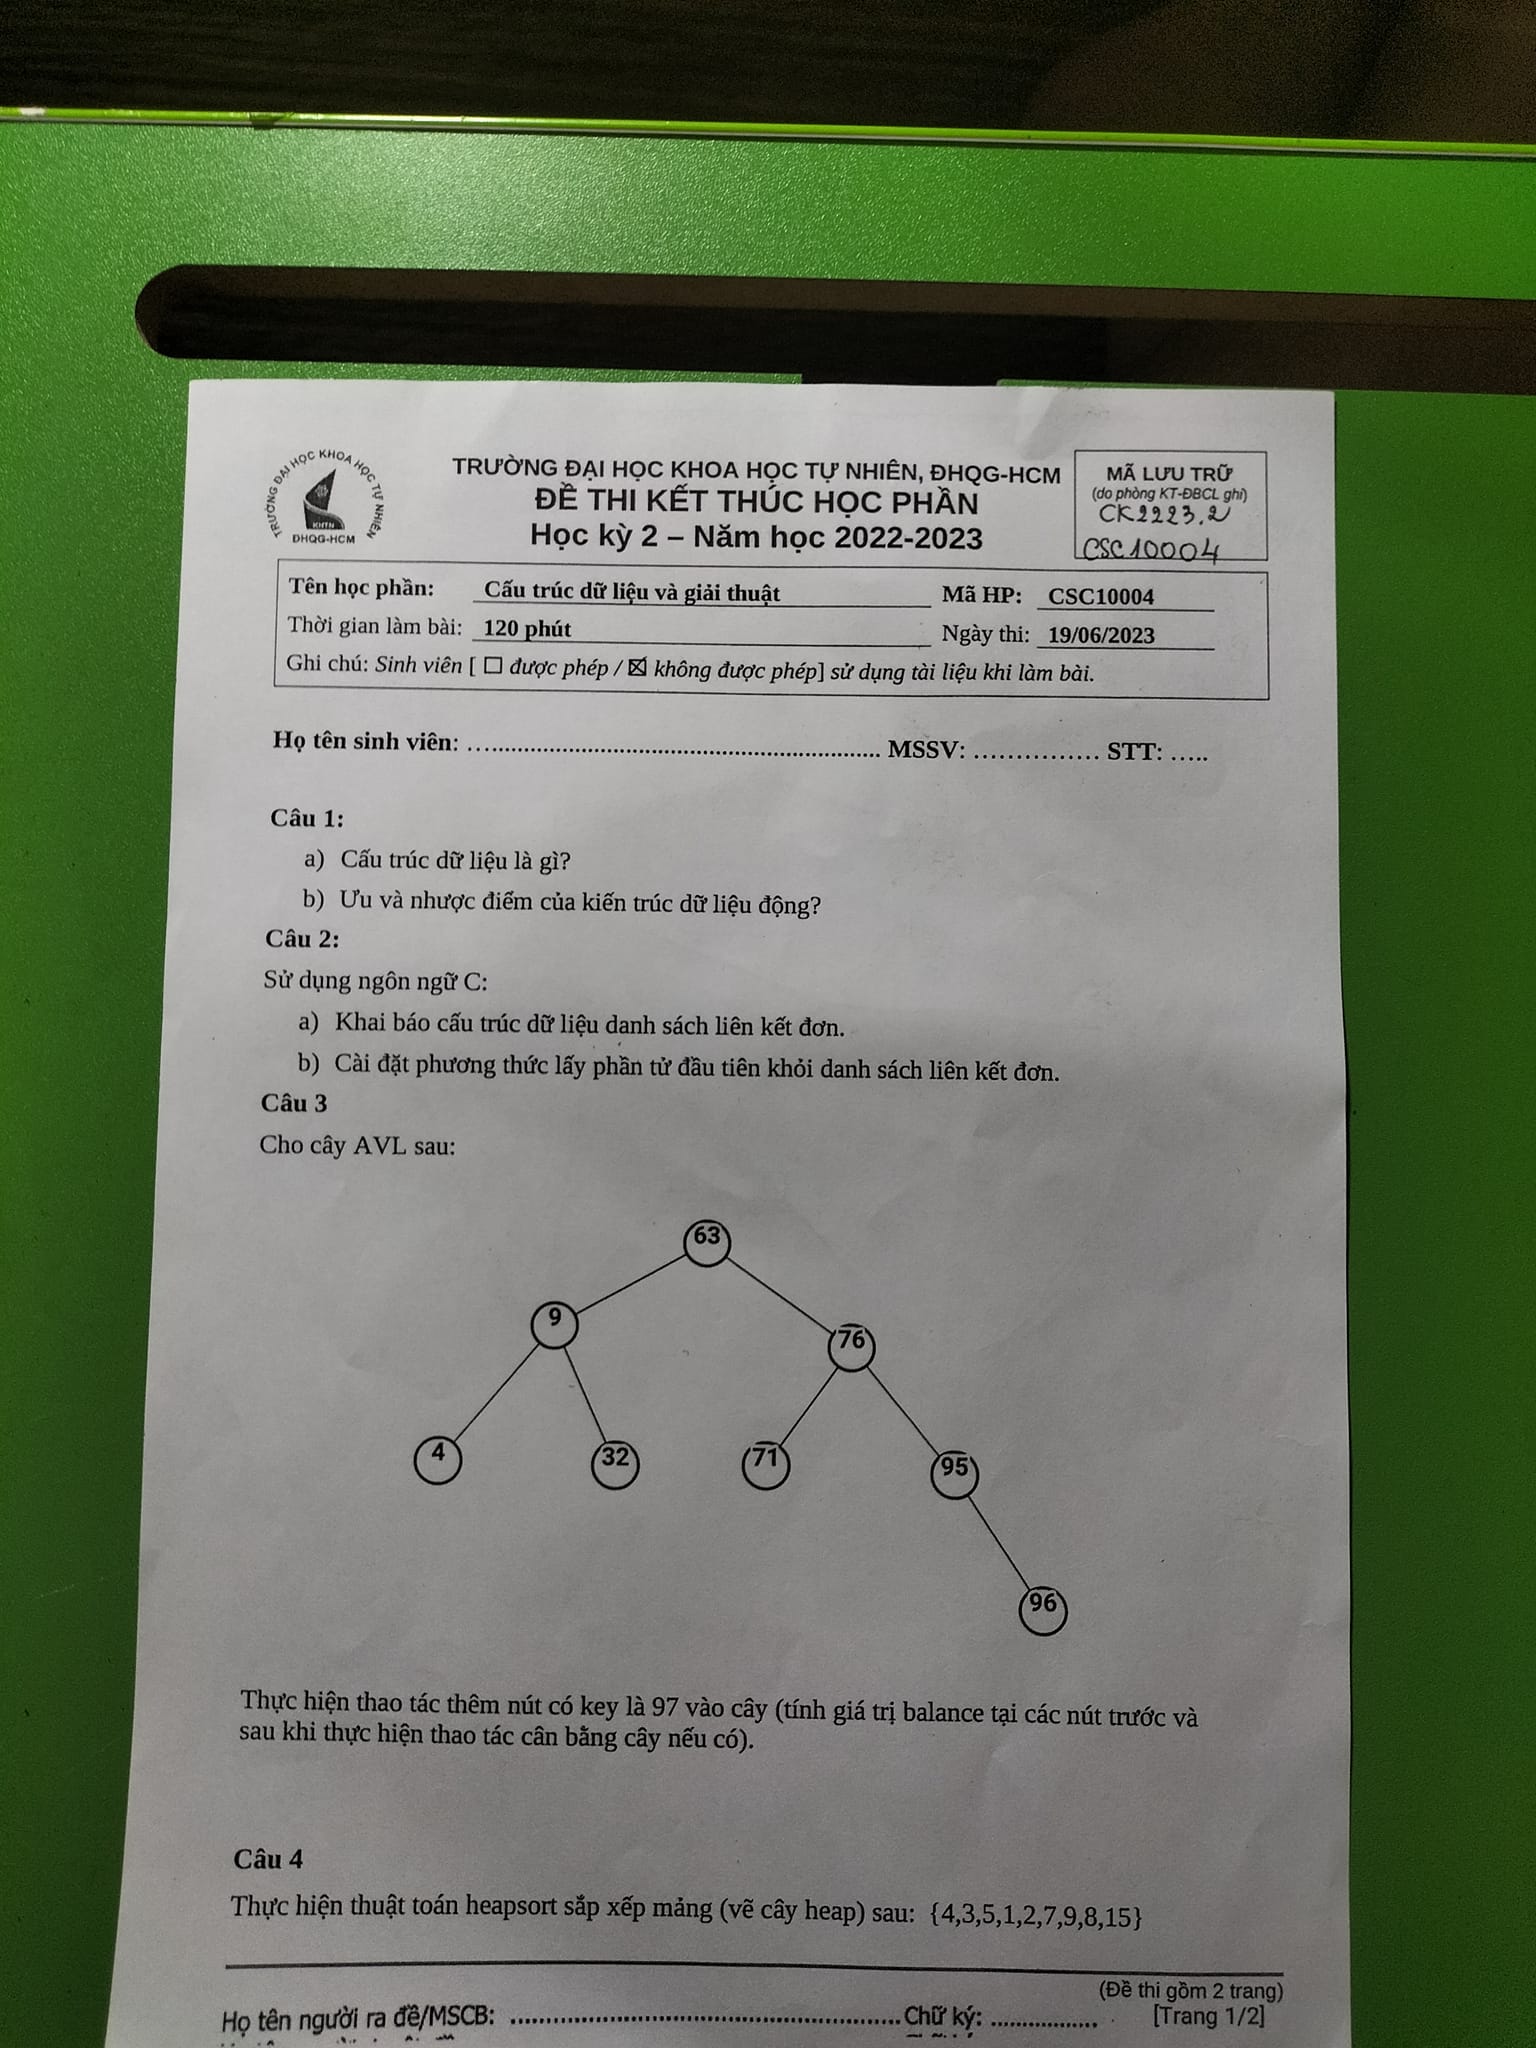 TRƯỜNG ĐẠI HỌC KHOA HỌC TỰ NHIÊN
KHTN
ĐHQG-HCM
TRƯỜNG ĐẠI HỌC KHOA HỌC TỰ NHIÊN, ĐHQG-HCM
ĐỀ THI KẾT THÚC HỌC PHẦN
Học kỳ 2 – Năm học 2022-2023
MÃ LƯU TRỮ
(do phòng KT-ĐBCL ghi)
CK2223.2
CSC10004
Tên học phần: Cấu trúc dữ liệu và giải thuật Mã HP: CSC10004
Thời gian làm bài: 120 phút Ngày thi: 19/06/2023
Ghi chú: Sinh viên [ ☐ được phép / ☒ không được phép] sử dụng tài liệu khi làm bài.
Họ tên sinh viên: ........................................................................ MSSV: ............... STT: .....
Câu 1:
a) Cấu trúc dữ liệu là gì?
b) Ưu và nhược điểm của kiến trúc dữ liệu động?
Câu 2:
Sử dụng ngôn ngữ C:
a) Khai báo cấu trúc dữ liệu danh sách liên kết đơn.
b) Cài đặt phương thức lấy phần tử đầu tiên khỏi danh sách liên kết đơn.
Câu 3
Cho cây AVL sau:
63
9
76
4
32
71
95
96
Thực hiện thao tác thêm nút có key là 97 vào cây (tính giá trị balance tại các nút trước và
sau khi thực hiện thao tác cân bằng cây nếu có).
Câu 4
Thực hiện thuật toán heapsort sắp xếp mảng (vẽ cây heap) sau: {4,3,5,1,2,7,9,8,15}
(Đề thi gồm 2 trang)
Họ tên người ra đề/MSCB: ........................................................ Chữ ký: .................. [Trang 1/2]